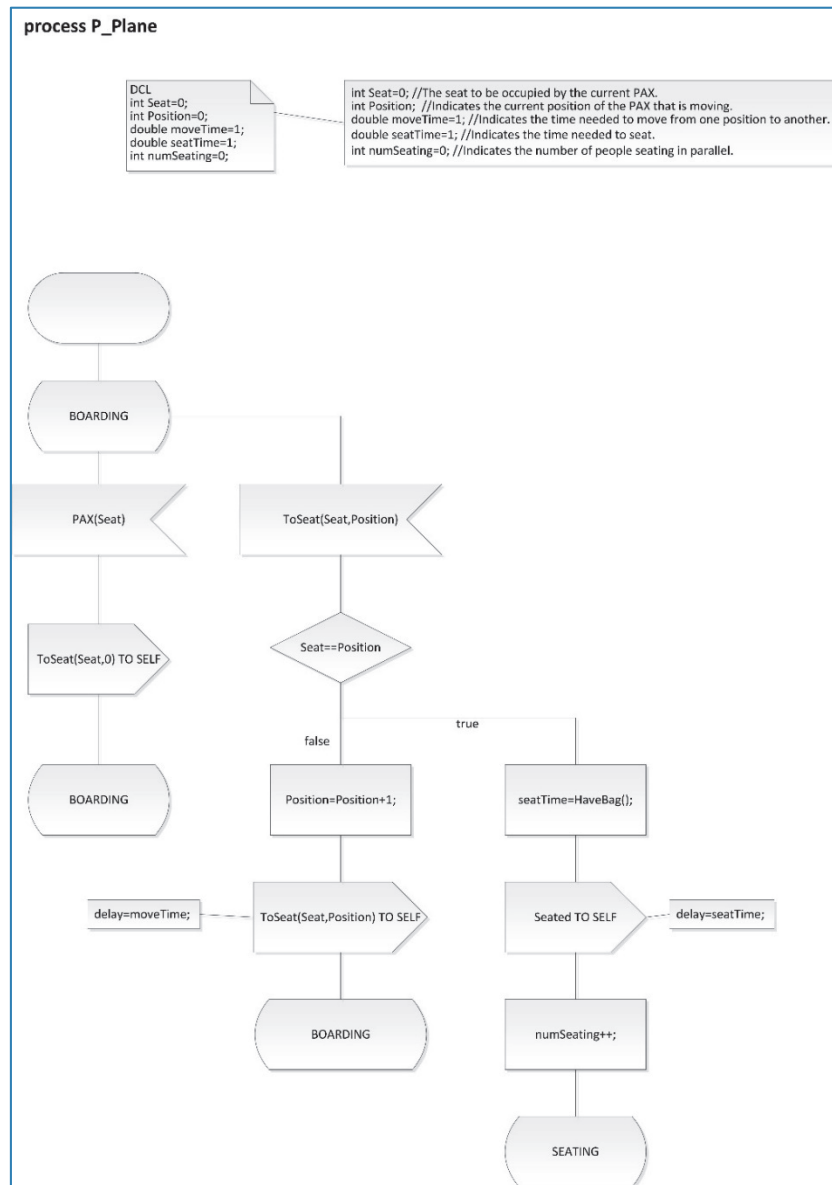 process P_Plane
DCL
int Seat=0;
int Position=0;
double moveTime=1;
double seatTime=1;
int numSeating=0;
int Seat=0; //The seat to be occupied by the current PAX.
int Position; //Indicates the current position of the PAX that is moving.
double moveTime=1; //Indicates the time needed to move from one position to another.
double seatTime=1; //Indicates the time needed to seat.
int numSeating=0; //Indicates the number of people seating in parallel.
BOARDING
PAX(Seat)
ToSeat(Seat,Position)
ToSeat(Seat,0) TO SELF
Seat==Position
false
true
BOARDING
Position=Position+1;
seatTime=HaveBag();
delay=moveTime;
ToSeat(Seat,Position) TO SELF
Seated TO SELF
delay=seatTime;
BOARDING
numSeating++;
SEATING